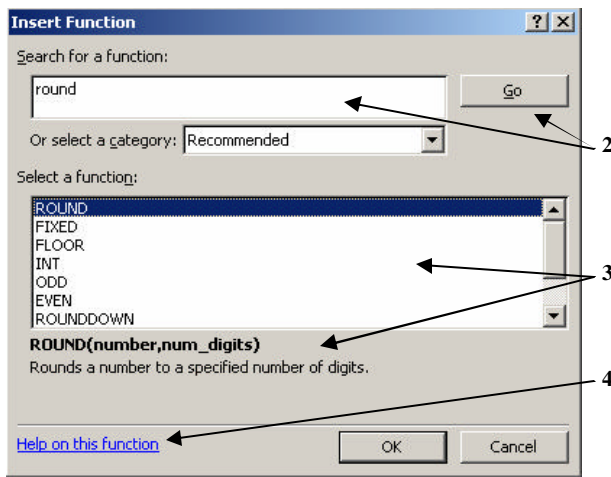 Insert Function
Search for a function:
round
Go
2
Or select a category: Recommended
Select a function:
ROUND
FIXED
FLOOR
INT
3
ODD
EVEN
ROUNDDOWN
ROUND(number,num_digits)
Rounds a number to a specified number of digits.
4
Help on this function
OK
Cancel